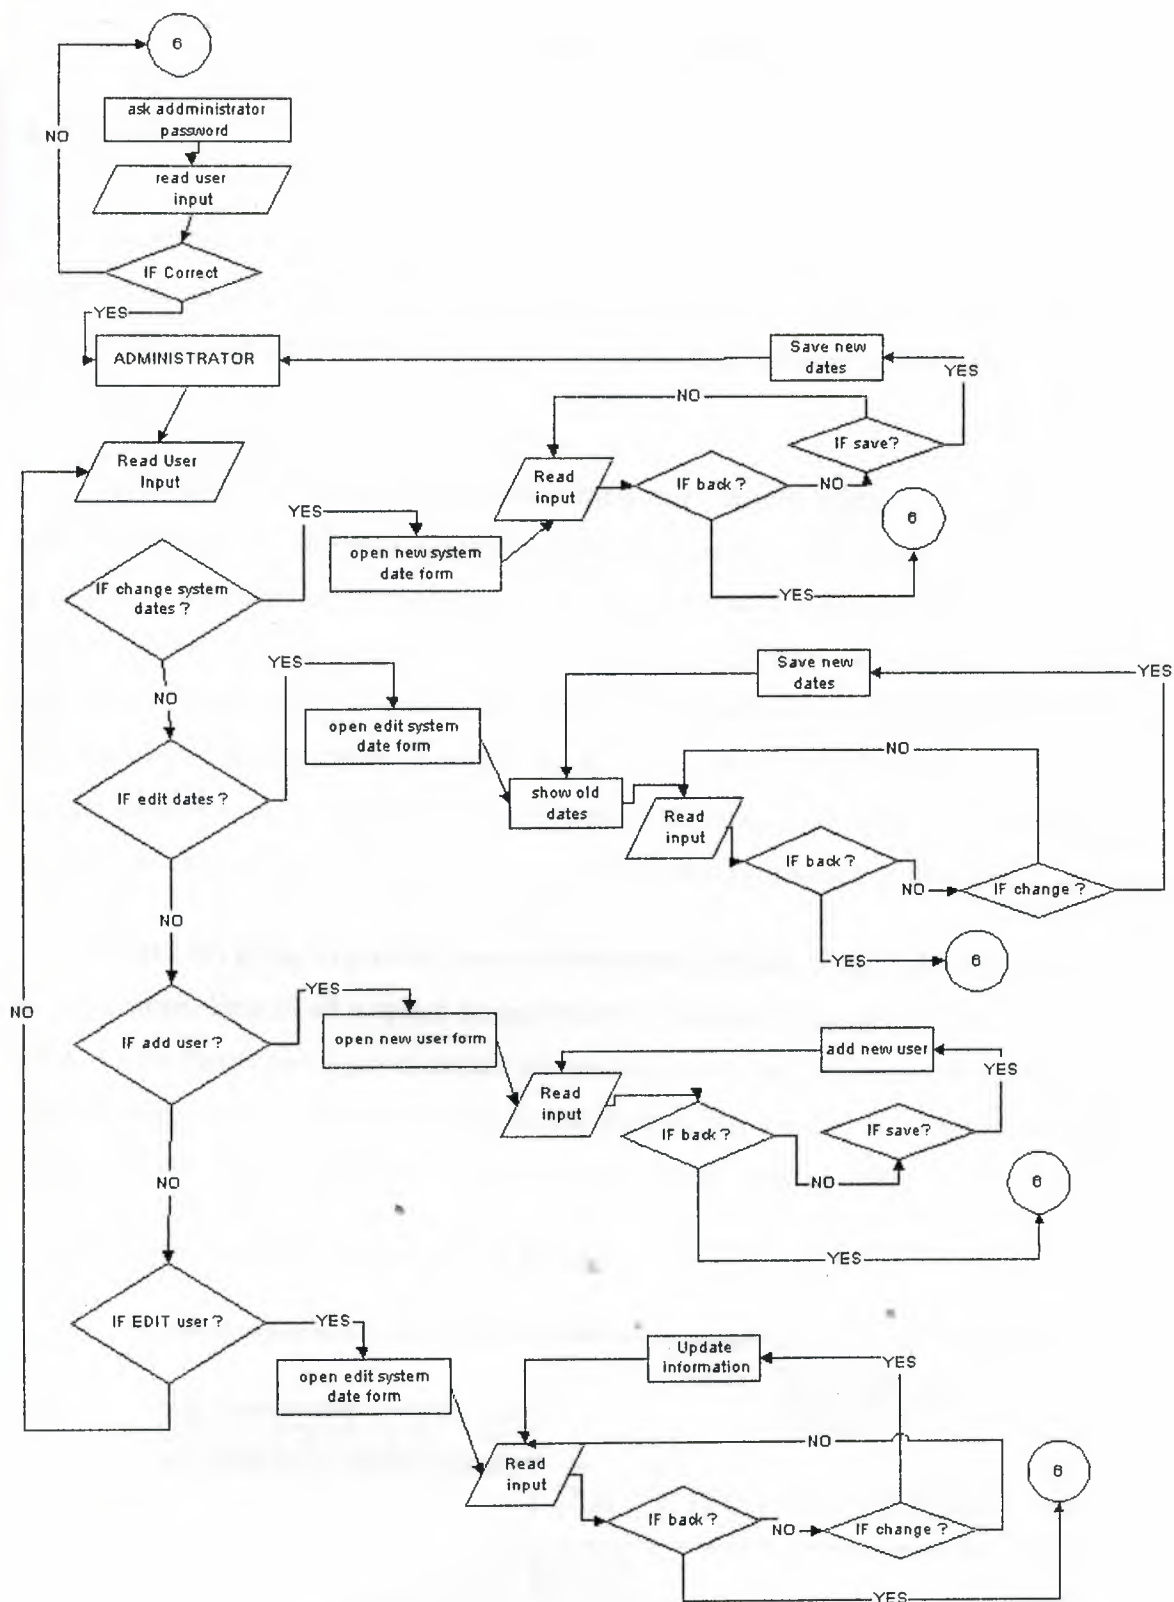 6
ask addministrator
password
NO
read user
input
IF Correct
YES
ADMINISTRATOR
Save new
dates
YES
NO
IF save?
Read User
Input
Read
input
IF back ?
NO
6
YES
open new system
date form
IF change system
dates ?
YES
NO
YES
Save new
dates
YES
open edit system
date form
NO
IF edit dates ?
show old
dates
Read
input
IF back ?
NO
IF change ?
NO
YES
6
NO
YES
IF add user ?
open new user form
add new user
YES
Read
input
IF back ?
IF save?
NO
NO
6
YES
IF EDIT user ?
YES
Update
information
YES
open edit system
date form
NO
Read
input
6
IF back ?
NO
IF change ?
YES